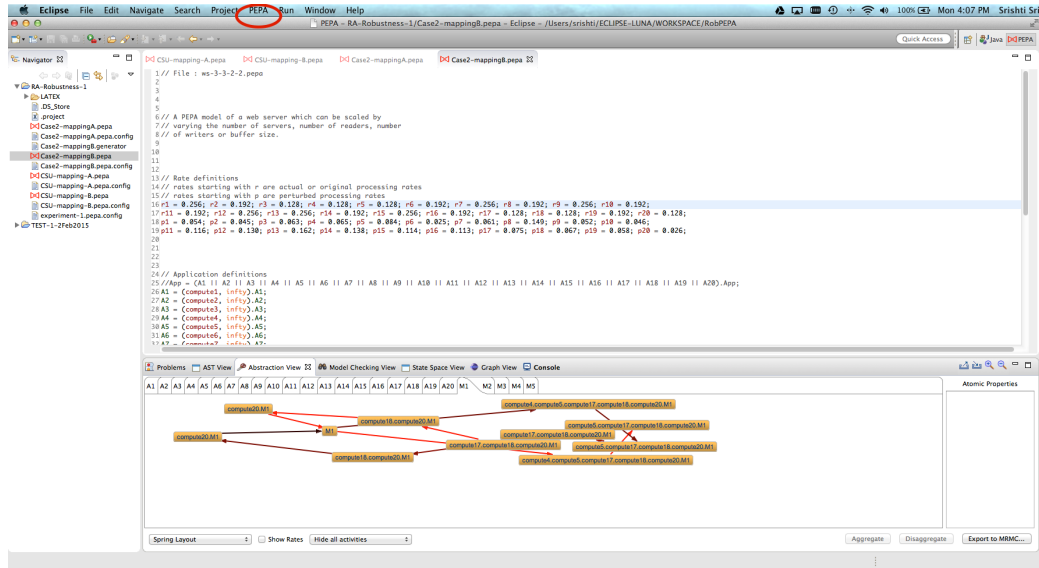 Eclipse File Edit Navigate Search Project PEPA Run Window Help 100% Mon 4:07 PM Srishti Sri
PEPA – RA-Robustness-1/Case2-mappingB.pepa – Eclipse – /Users/srishti/ECLIPSE-LUNA/WORKSPACE/RobPEPA
Quick Access Java PEPA
Navigator
RA-Robustness-1
LATEX
.DS_Store
.project
Case2-mappingA.pepa
Case2-mappingA.pepa.config
Case2-mappingB.generator
Case2-mappingB.pepa
Case2-mappingB.pepa.config
CSU-mapping-A.pepa
CSU-mapping-A.pepa.config
CSU-mapping-B.pepa
CSU-mapping-B.pepa.config
experiment-1.pepa.config
TEST-1-2Feb2015
CSU-mapping-A.pepa CSU-mapping-B.pepa Case2-mappingA.pepa Case2-mappingB.pepa
1 // File : ws-3-3-2-2.pepa
2
3
4
5
6 // A PEPA model of a web server which can be scaled by
7 // varying the number of servers, number of readers, number
8 // of writers or buffer size.
9
10
11
12
13 // Rate definitions
14 // rates starting with r are actual or original processing rates
15 // rates starting with p are perturbed processing rates
16 r1 = 0.256; r2 = 0.192; r3 = 0.128; r4 = 0.128; r5 = 0.128; r6 = 0.192; r7 = 0.256; r8 = 0.192; r9 = 0.256; r10 = 0.192;
17 r11 = 0.192; r12 = 0.256; r13 = 0.256; r14 = 0.192; r15 = 0.256; r16 = 0.192; r17 = 0.128; r18 = 0.128; r19 = 0.192; r20 = 0.128;
18 p1 = 0.054; p2 = 0.045; p3 = 0.063; p4 = 0.065; p5 = 0.084; p6 = 0.025; p7 = 0.061; p8 = 0.149; p9 = 0.052; p10 = 0.046;
19 p11 = 0.116; p12 = 0.130; p13 = 0.162; p14 = 0.138; p15 = 0.114; p16 = 0.113; p17 = 0.075; p18 = 0.067; p19 = 0.058; p20 = 0.026;
20
21
22
23
24 // Application definitions
25 //App = (A1 || A2 || A3 || A4 || A5 || A6 || A7 || A8 || A9 || A10 || A11 || A12 || A13 || A14 || A15 || A16 || A17 || A18 || A19 || A20).App;
26 A1 = (compute1, infty).A1;
27 A2 = (compute2, infty).A2;
28 A3 = (compute3, infty).A3;
29 A4 = (compute4, infty).A4;
30 A5 = (compute5, infty).A5;
31 A6 = (compute6, infty).A6;
32 A7 = (compute7, infty).A7;
Problems AST View Abstraction View Model Checking View State Space View Graph View Console
A1 A2 A3 A4 A5 A6 A7 A8 A9 A10 A11 A12 A13 A14 A15 A16 A17 A18 A19 A20 M1 M2 M3 M4 M5
Atomic Properties
compute4.compute5.compute17.compute18.compute20.M1
compute20.M1
compute18.compute20.M1
compute5.compute17.compute18.compute20.M1
M1
compute17.compute18.compute20.M1
compute20.M1
compute17.compute18.compute20.M1
compute5.compute17.compute18.compute20.M1
compute18.compute20.M1
compute4.compute5.compute17.compute18.compute20.M1
Spring Layout Show Rates Hide all activities Aggregate Disaggregate Export to MRMC...